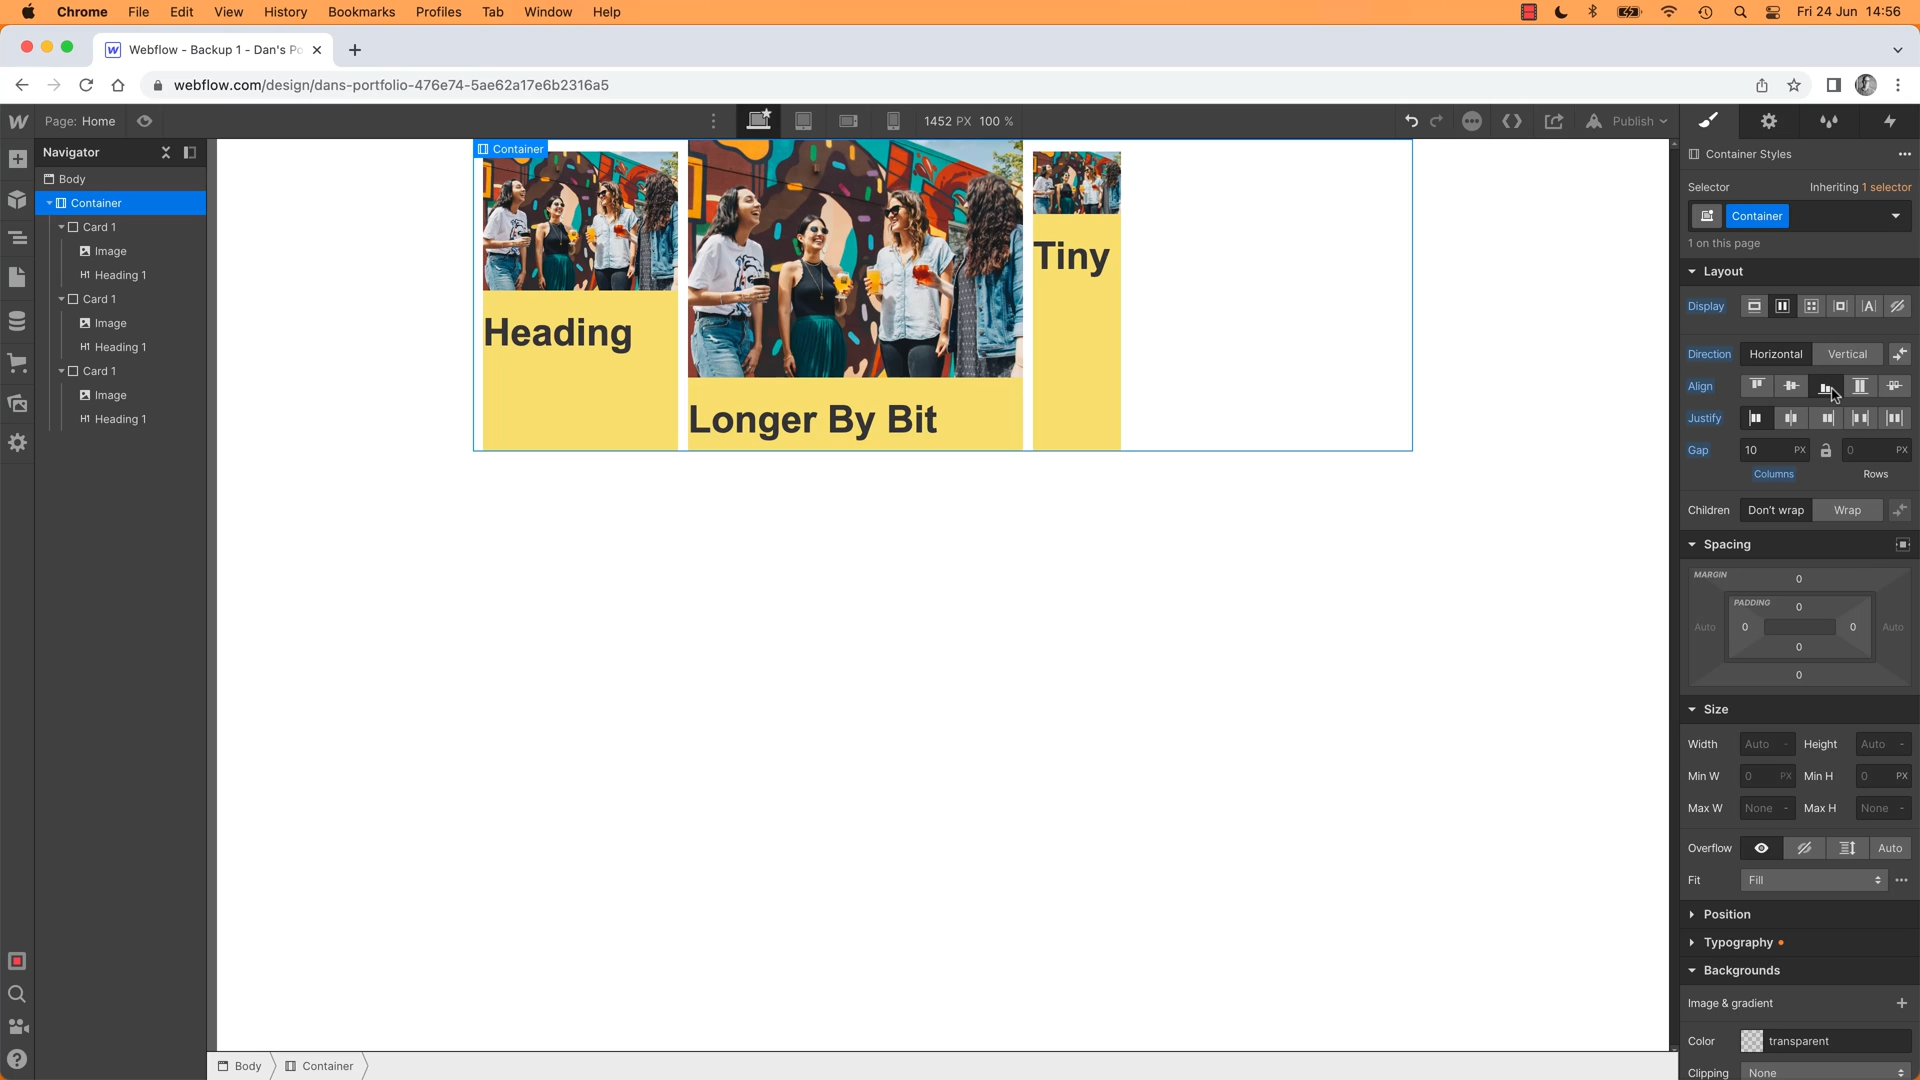 Chrome File Edit View History Bookmarks Profiles Tab Window Help Fri 24 Jun 14:56
Webflow - Backup 1 - Dan's Po
webflow.com/design/dans-portfolio-476e74-5ae62a17e6b2316a5
Page: Home 1452 PX 100 % Publish
Navigator
Body
Container
Card 1
Image
H1 Heading 1
Card 1
Image
H1 Heading 1
Card 1
Image
H1 Heading 1
Container
Heading
Longer By Bit
Tiny
Container Styles
Selector Inheriting 1 selector
Container
1 on this page
Layout
Display
Direction Horizontal Vertical
Align
Justify
Gap 10 PX 0 PX
Columns Rows
Children Don't wrap Wrap
Spacing
MARGIN 0
PADDING 0
Auto 0 0 Auto
0
0
Size
Width Auto - Height Auto -
Min W 0 PX Min H 0 PX
Max W None - Max H None -
Overflow Auto
Fit Fill
Position
Typography
Backgrounds
Image & gradient
Color transparent
Clipping None
Body Container